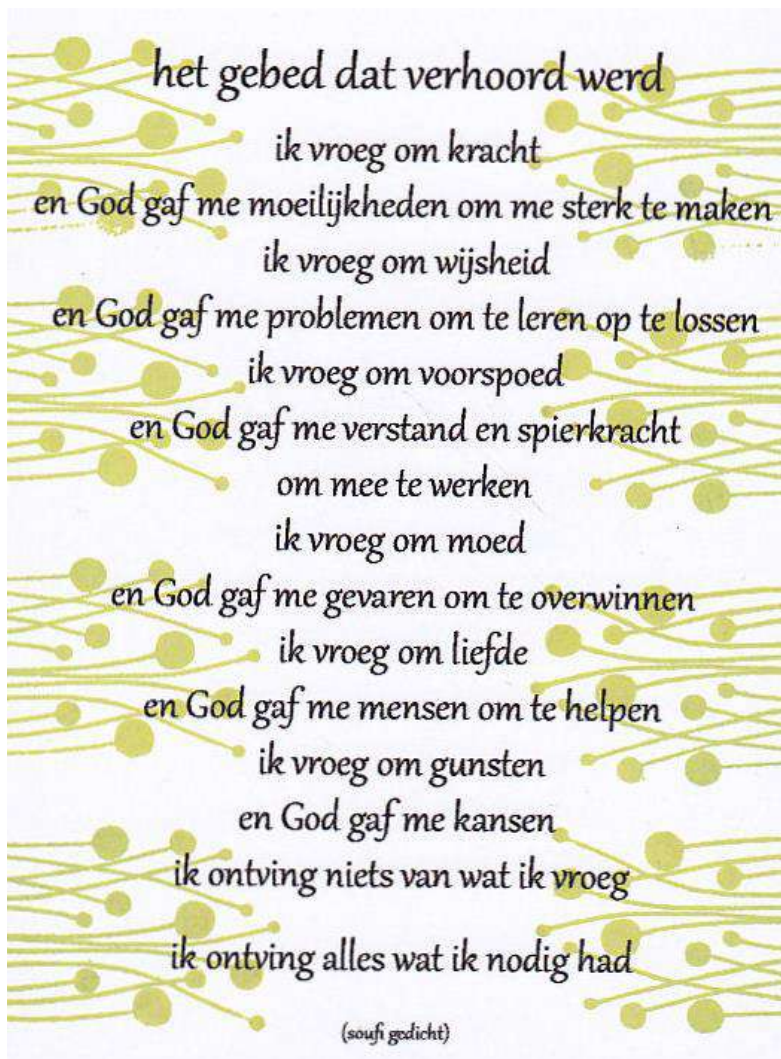 het gebed dat verhoord werd
ik vroeg om kracht
en God gaf me moeilijkheden om me sterk te maken
ik vroeg om wijsheid
en God gaf me problemen om te leren op te lossen
ik vroeg om voorspoed
en God gaf me verstand en spierkracht
om mee te werken
ik vroeg om moed
en God gaf me gevaren om te overwinnen
ik vroeg om liefde
en God gaf me mensen om te helpen
ik vroeg om gunsten
en God gaf me kansen
ik ontving niets van wat ik vroeg
ik ontving alles wat ik nodig had
(soufi gedicht)